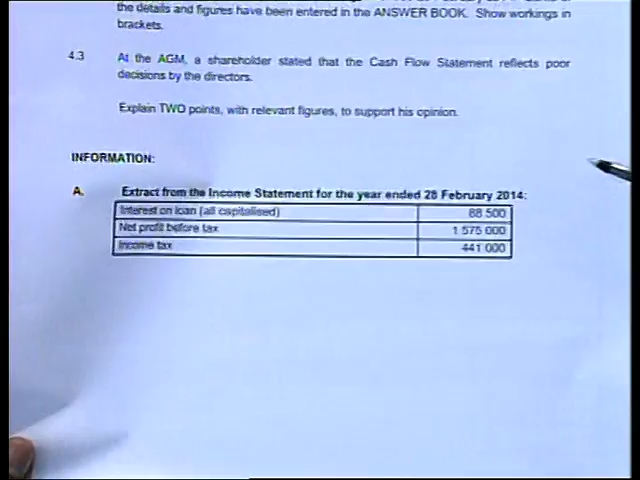 the details and figures have been entered in the ANSWER BOOK. Show workings in
brackets.
4.3 At the AGM, a shareholder stated that the Cash Flow Statement reflects poor
decisions by the directors.
Explain TWO points, with relevant figures, to support his opinion.
INFORMATION:
A. Extract from the Income Statement for the year ended 28 February 2014:
Interest on loan (all capitalised) 88 500
Net profit before tax 1 575 000
Income tax 441 000